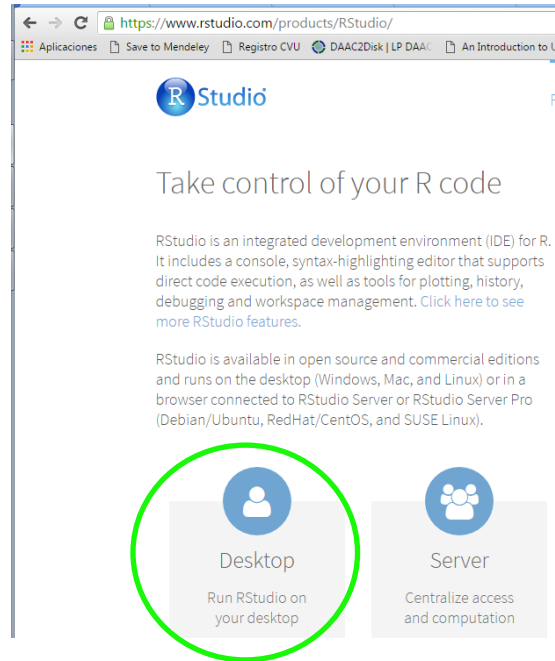 https://www.rstudio.com/products/RStudio/
Aplicaciones Save to Mendeley Registro CVU DAAC2Disk | LP DAAC An Introduction to
R Studio
Take control of your R code
RStudio is an integrated development environment (IDE) for R.
It includes a console, syntax-highlighting editor that supports
direct code execution, as well as tools for plotting, history,
debugging and workspace management. Click here to see
more RStudio features.
RStudio is available in open source and commercial editions
and runs on the desktop (Windows, Mac, and Linux) or in a
browser connected to RStudio Server or RStudio Server Pro
(Debian/Ubuntu, RedHat/CentOS, and SUSE Linux).
Desktop
Run RStudio on
your desktop
Server
Centralize access
and computation